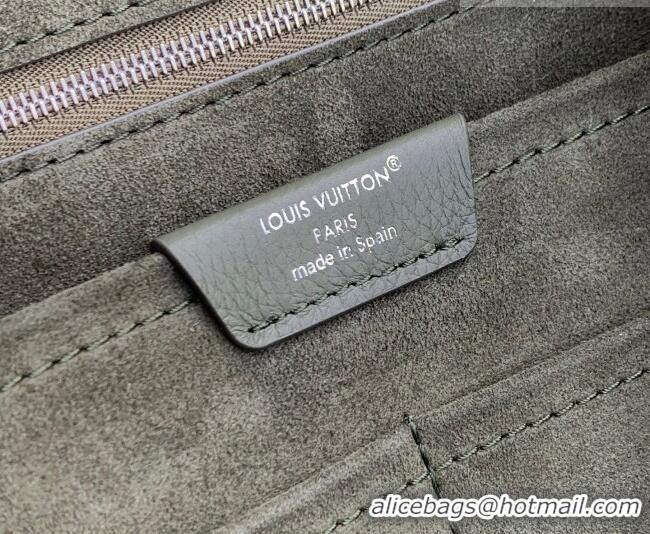 LOUIS VUITTON®
PARIS
made in Spain
alicebags@hotmail.com